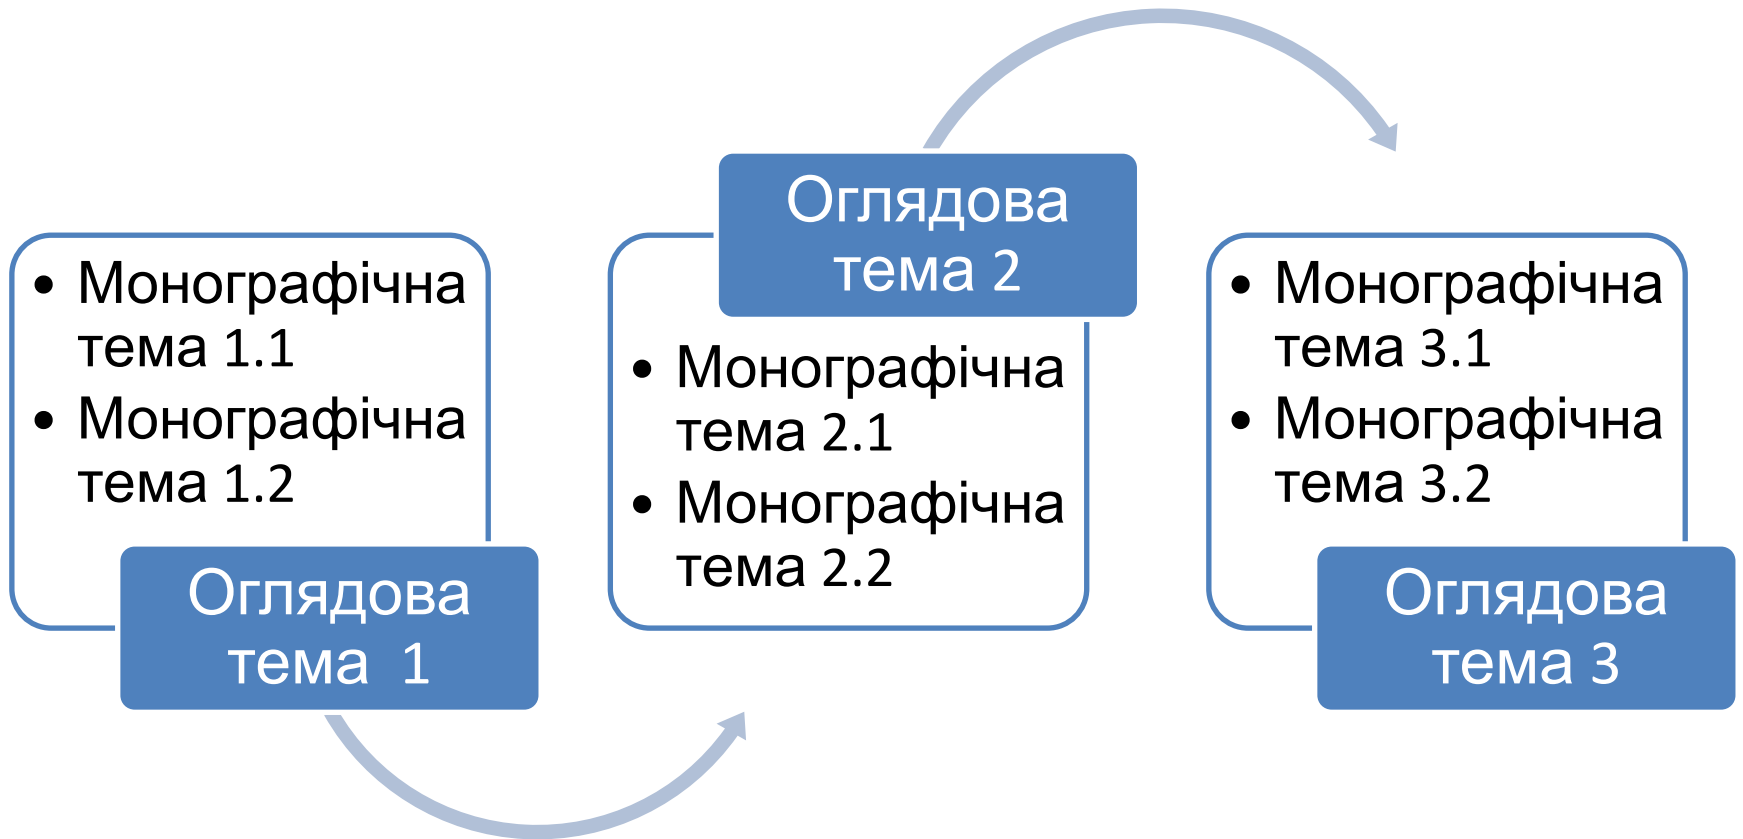 • Монографічна
тема 1.1
• Монографічна
тема 1.2
Оглядова
тема 1
Оглядова
тема 2
• Монографічна
тема 2.1
• Монографічна
тема 2.2
• Монографічна
тема 3.1
• Монографічна
тема 3.2
Оглядова
тема 3